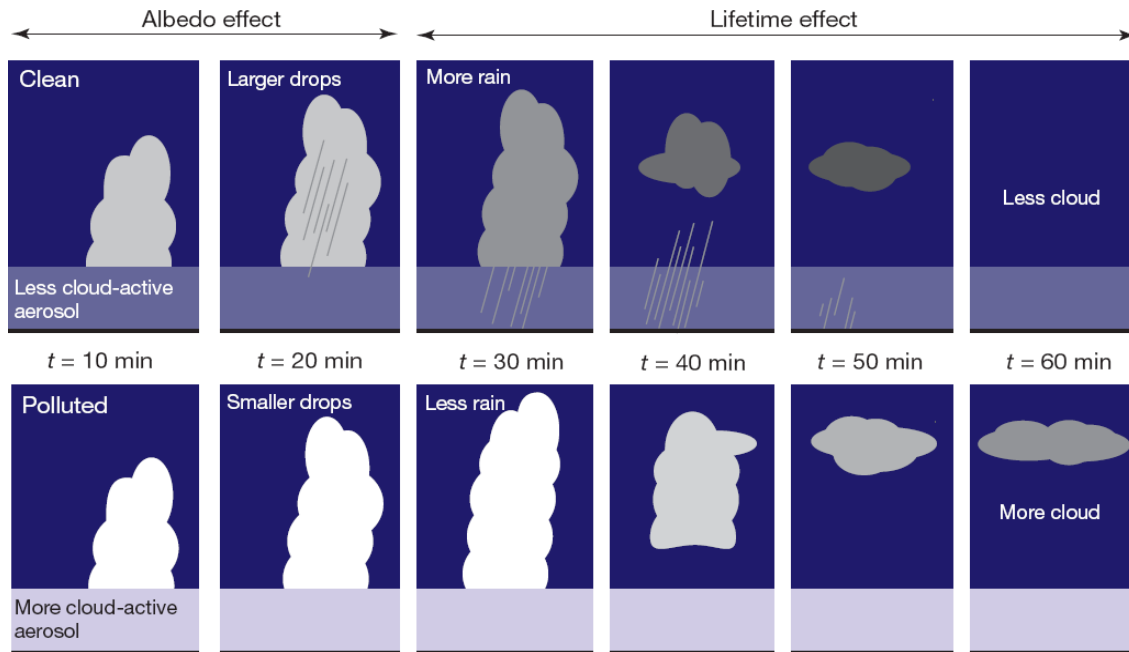 Albedo effect
Lifetime effect
Clean
Larger drops
More rain
Less cloud
Less cloud-active
aerosol
t = 10 min
t = 20 min
t = 30 min
t = 40 min
t = 50 min
t = 60 min
Polluted
Smaller drops
Less rain
More cloud
More cloud-active
aerosol